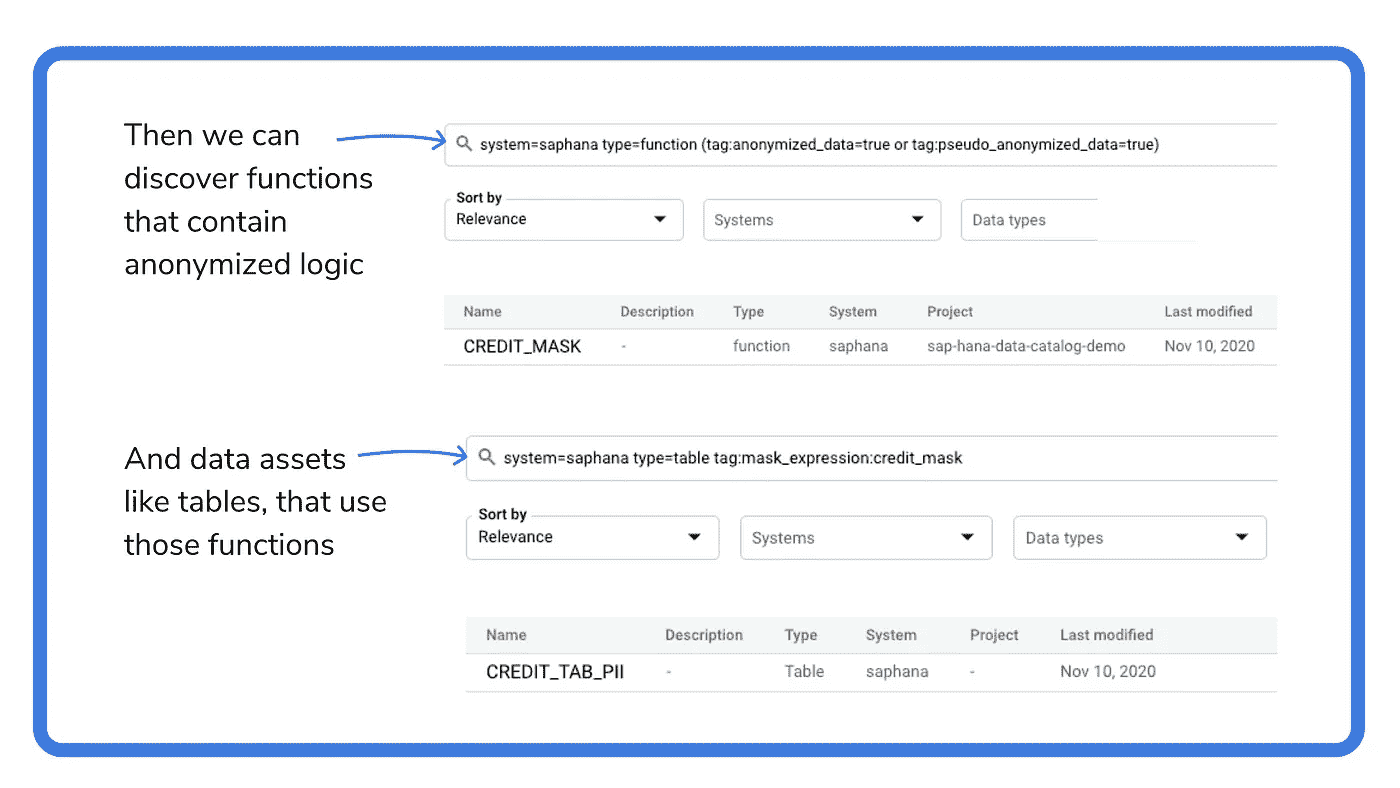 Then we can
discover functions
that contain
anonymized logic
system=saphana type=function (tag:anonymized_data=true or tag:pseudo_anonymized_data=true)
Sort by
Relevance
Systems
Data types
Name Description Type System Project Last modified
CREDIT_MASK - function saphana sap-hana-data-catalog-demo Nov 10, 2020
And data assets
like tables, that use
those functions
system=saphana type=table tag:mask_expression:credit_mask
Sort by
Relevance
Systems
Data types
Name Description Type System Project Last modified
CREDIT_TAB_PII - Table saphana - Nov 10, 2020